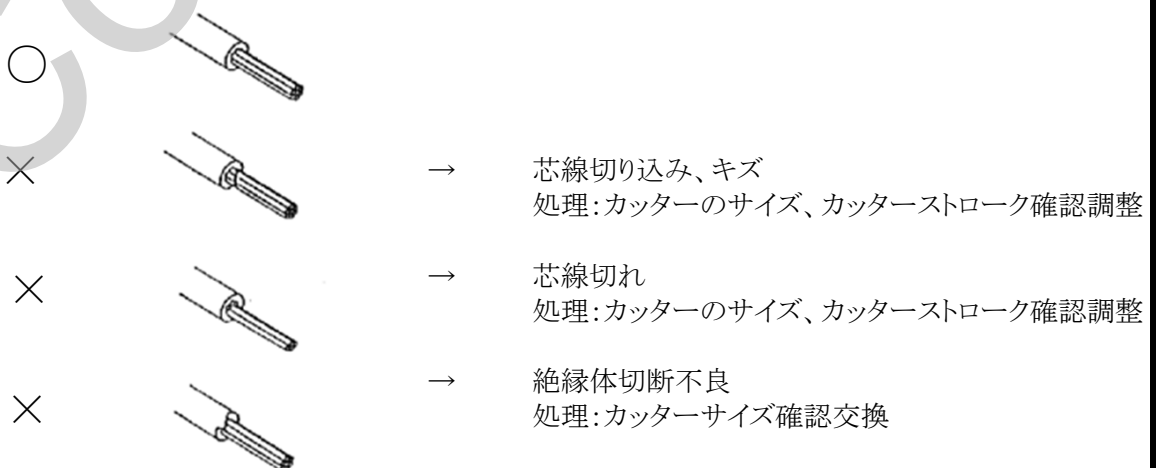 ○
× → 芯線切り込み、キズ
処理:カッターのサイズ、カッターストローク確認調整
× → 芯線切れ
処理:カッターのサイズ、カッターストローク確認調整
× → 絶縁体切断不良
処理:カッターサイズ確認交換